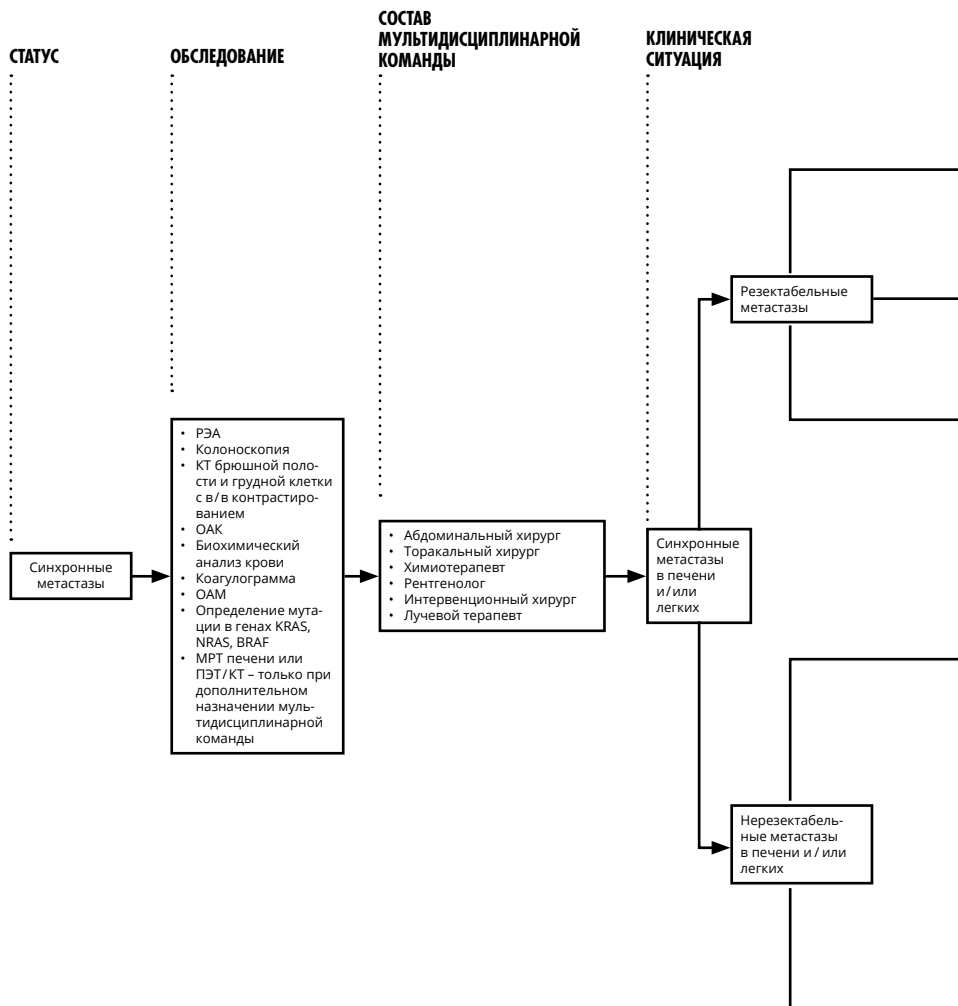 СТАТУС
ОБСЛЕДОВАНИЕ
СОСТАВ
МУЛЬТИДИСЦИПЛИНАРНОЙ
КОМАНДЫ
КЛИНИЧЕСКАЯ
СИТУАЦИЯ
Синхронные
метастазы
• РЭА
• Колоноскопия
• КТ брюшной поло-
сти и грудной клетки
с в/в контрастиро-
ванием
• ОАК
• Биохимический
анализ крови
• Коагулограмма
• ОАМ
• Определение мута-
ции в генах KRAS,
NRAS, BRAF
• МРТ печени или
ПЭТ/КТ – только при
дополнительном
назначении муль-
тидисциплинарной
команды
• Абдоминальный хирург
• Торакальный хирург
• Химиотерапевт
• Рентгенолог
• Интервенционный хирург
• Лучевой терапевт
Синхронные
метастазы
в печени
и/или
легких
Резектабельные
метастазы
Нерезектабель-
ные метастазы
в печени и / или
легких